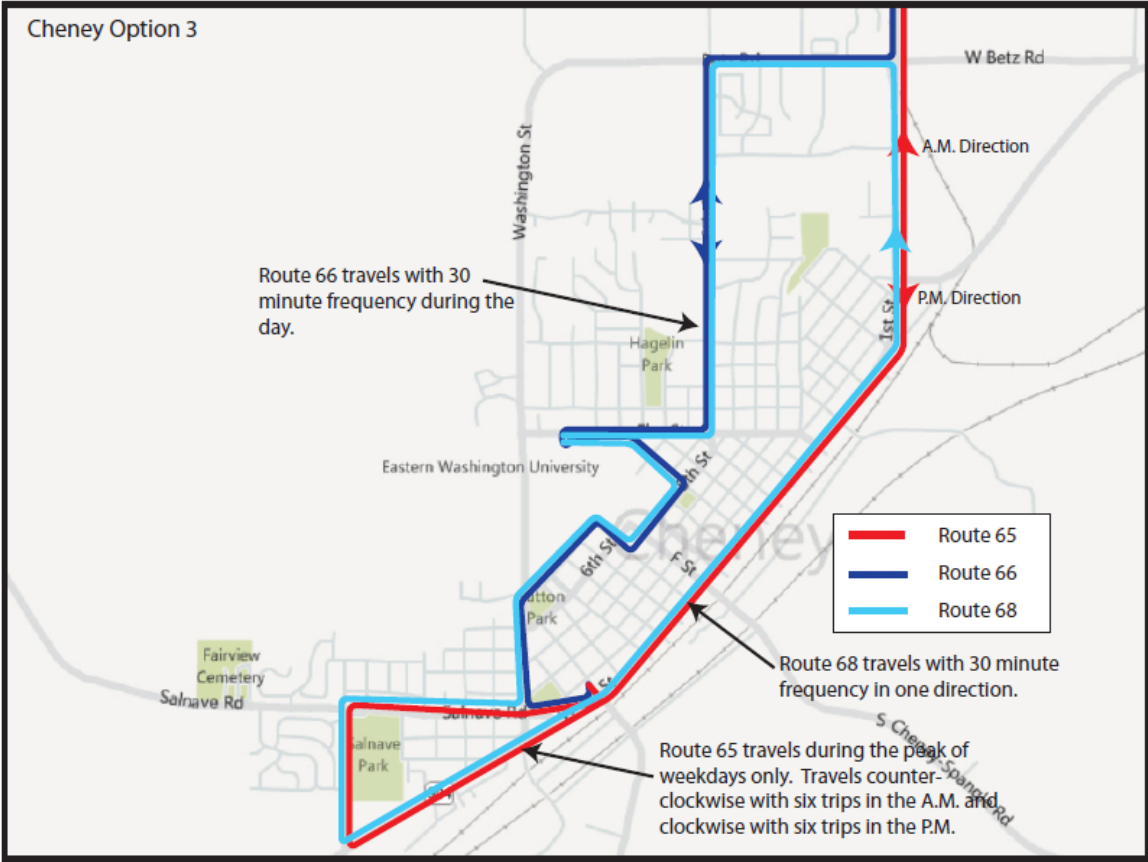 Cheney Option 3
W Betz Rd
Washington St
A.M. Direction
Route 66 travels with 30
minute frequency during the
day.
P.M. Direction
1st St
Hagelin
Park
Eastern Washington University
Cheney
6th St
F St
Route 65
Route 66
Route 68
Park
Fairview
Cemetery
Salnave Rd
Salnave Rd
St
Route 68 travels with 30 minute
frequency in one direction.
S Cheney-Spangle Rd
Salnave
Park
Route 65 travels during the peak of
weekdays only. Travels counter-
clockwise with six trips in the A.M. and
clockwise with six trips in the P.M.